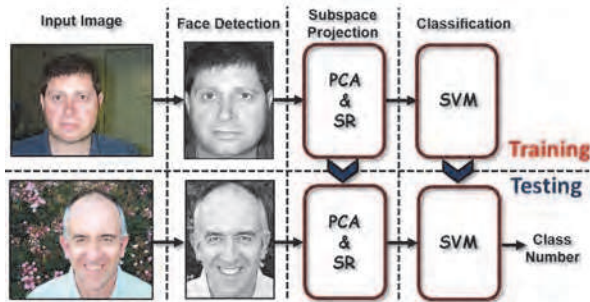 Input Image
Face Detection
Subspace
Projection
Classification
PCA
&
SR
SVM
Training
Testing
PCA
&
SR
SVM
Class
Number